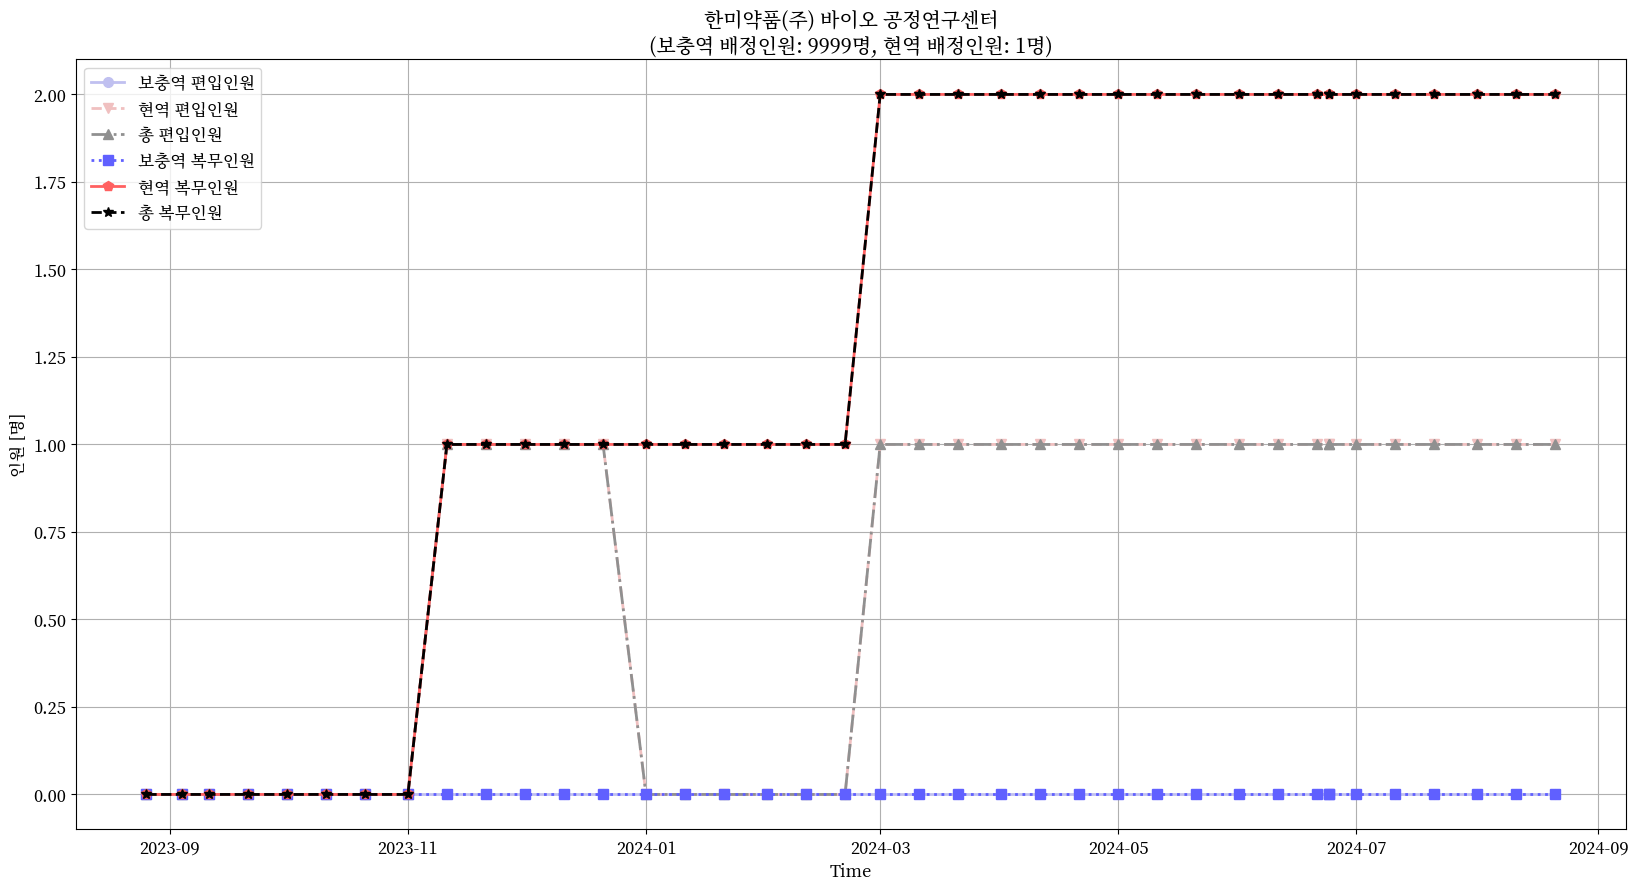 한미약품(주) 바이오 공정연구센터
(보충역 배정인원: 9999명, 현역 배정인원: 1명)
보충역 편입인원
현역 편입인원
총 편입인원
보충역 복무인원
현역 복무인원
총 복무인원
인원 [명]
2.00
1.75
1.50
1.25
1.00
0.75
0.50
0.25
0.00
2023-09 2023-11 2024-01 2024-03 2024-05 2024-07 2024-09
Time